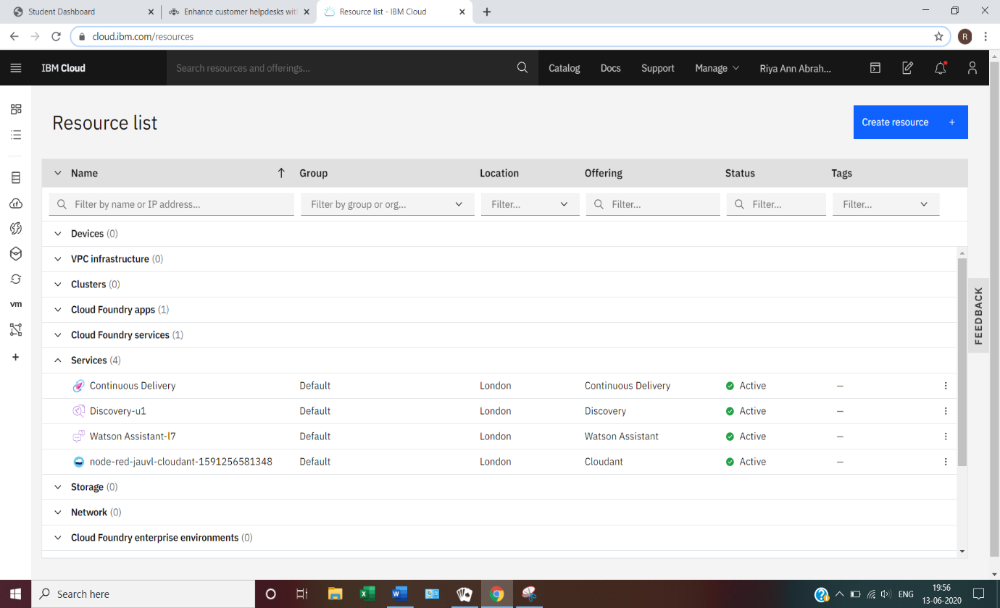 Student Dashboard
Enhance customer helpdesks with
Resource list - IBM Cloud
cloud.ibm.com/resources
R
IBM Cloud
Search resources and offerings...
Catalog Docs Support Manage Riya Ann Abrah...
Resource list
Create resource +
Name Group Location Offering Status Tags
Filter by name or IP address... Filter by group or org... Filter... Filter... Filter... Filter...
Devices (0)
VPC infrastructure (0)
Clusters (0)
Cloud Foundry apps (1)
Cloud Foundry services (1)
Services (4)
Continuous Delivery Default London Continuous Delivery Active —
Discovery-u1 Default London Discovery Active —
Watson Assistant-l7 Default London Watson Assistant Active —
node-red-jauvl-cloudant-1591256581348 Default London Cloudant Active —
Storage (0)
Network (0)
Cloud Foundry enterprise environments (0)
cf
vm
FEEDBACK
Search here
ENG
19:56
13-06-2020